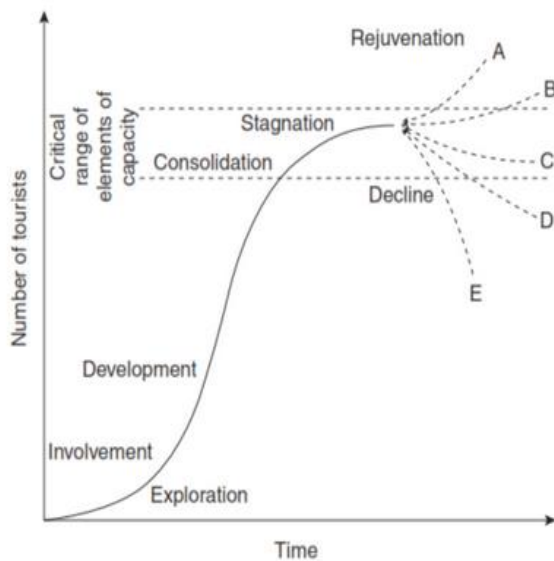 Rejuvenation
A
B
Critical range of elements of capacity
Stagnation
Consolidation
C
Decline
D
E
Number of tourists
Development
Involvement
Exploration
Time